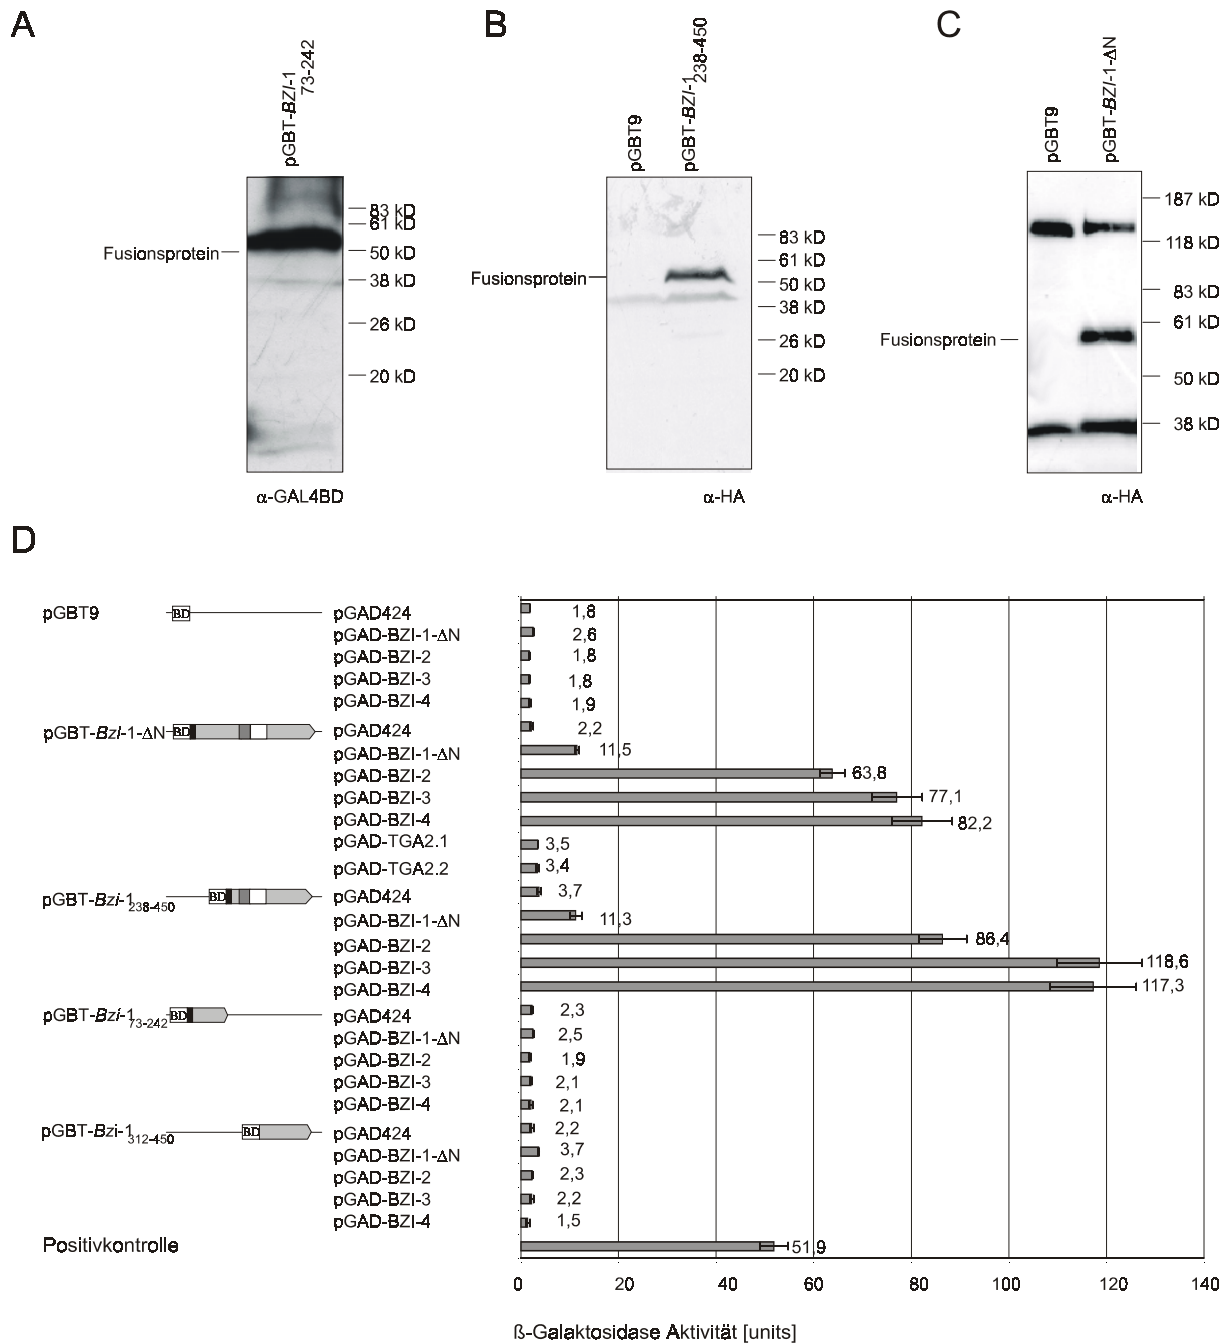 A
pGBT-BZI-1 73-242
83 kD
61 kD
50 kD
38 kD
26 kD
20 kD
Fusionsprotein
α-GAL4BD
B
pGBT9
pGBT-BZI-1 238-450
83 kD
61 kD
50 kD
38 kD
26 kD
20 kD
Fusionsprotein
α-HA
C
pGBT9
pGBT-BZI-1-ΔN
187 kD
118 kD
83 kD
61 kD
50 kD
38 kD
Fusionsprotein
α-HA
D
pGBT9 BD pGAD424 1,8
pGAD-BZI-1-ΔN 2,6
pGAD-BZI-2 1,8
pGAD-BZI-3 1,8
pGAD-BZI-4 1,9
pGBT-BZI-1-ΔN BD pGAD424 2,2
pGAD-BZI-1-ΔN 11,5
pGAD-BZI-2 63,8
pGAD-BZI-3 77,1
pGAD-BZI-4 82,2
pGAD-TGA2.1 3,5
pGAD-TGA2.2 3,4
pGBT-Bzi-1 238-450 BD pGAD424 3,7
pGAD-BZI-1-ΔN 11,3
pGAD-BZI-2 86,4
pGAD-BZI-3 118,6
pGAD-BZI-4 117,3
pGBT-Bzi-1 73-242 BD pGAD424 2,3
pGAD-BZI-1-ΔN 2,5
pGAD-BZI-2 1,9
pGAD-BZI-3 2,1
pGAD-BZI-4 2,1
pGBT-Bzi-1 312-450 BD pGAD424 2,2
pGAD-BZI-1-ΔN 3,7
pGAD-BZI-2 2,3
pGAD-BZI-3 2,2
pGAD-BZI-4 1,5
Positivkontrolle 51,9
0 20 40 60 80 100 120 140
ß-Galaktosidase Aktivität [units]